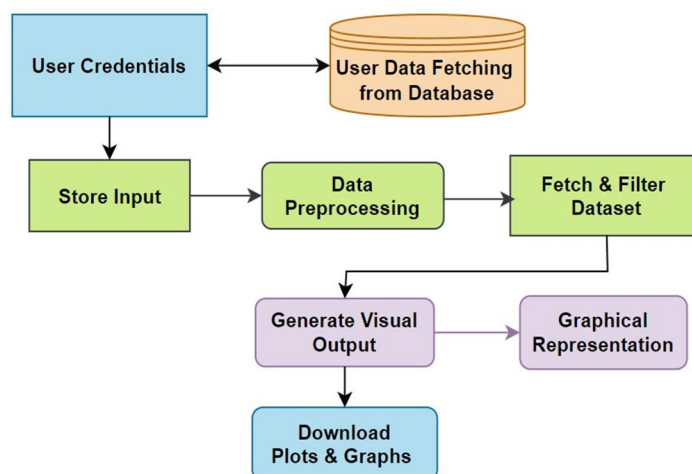 User Credentials
User Data Fetching
from Database
Store Input
Data
Preprocessing
Fetch & Filter
Dataset
Generate Visual
Output
Graphical
Representation
Download
Plots & Graphs